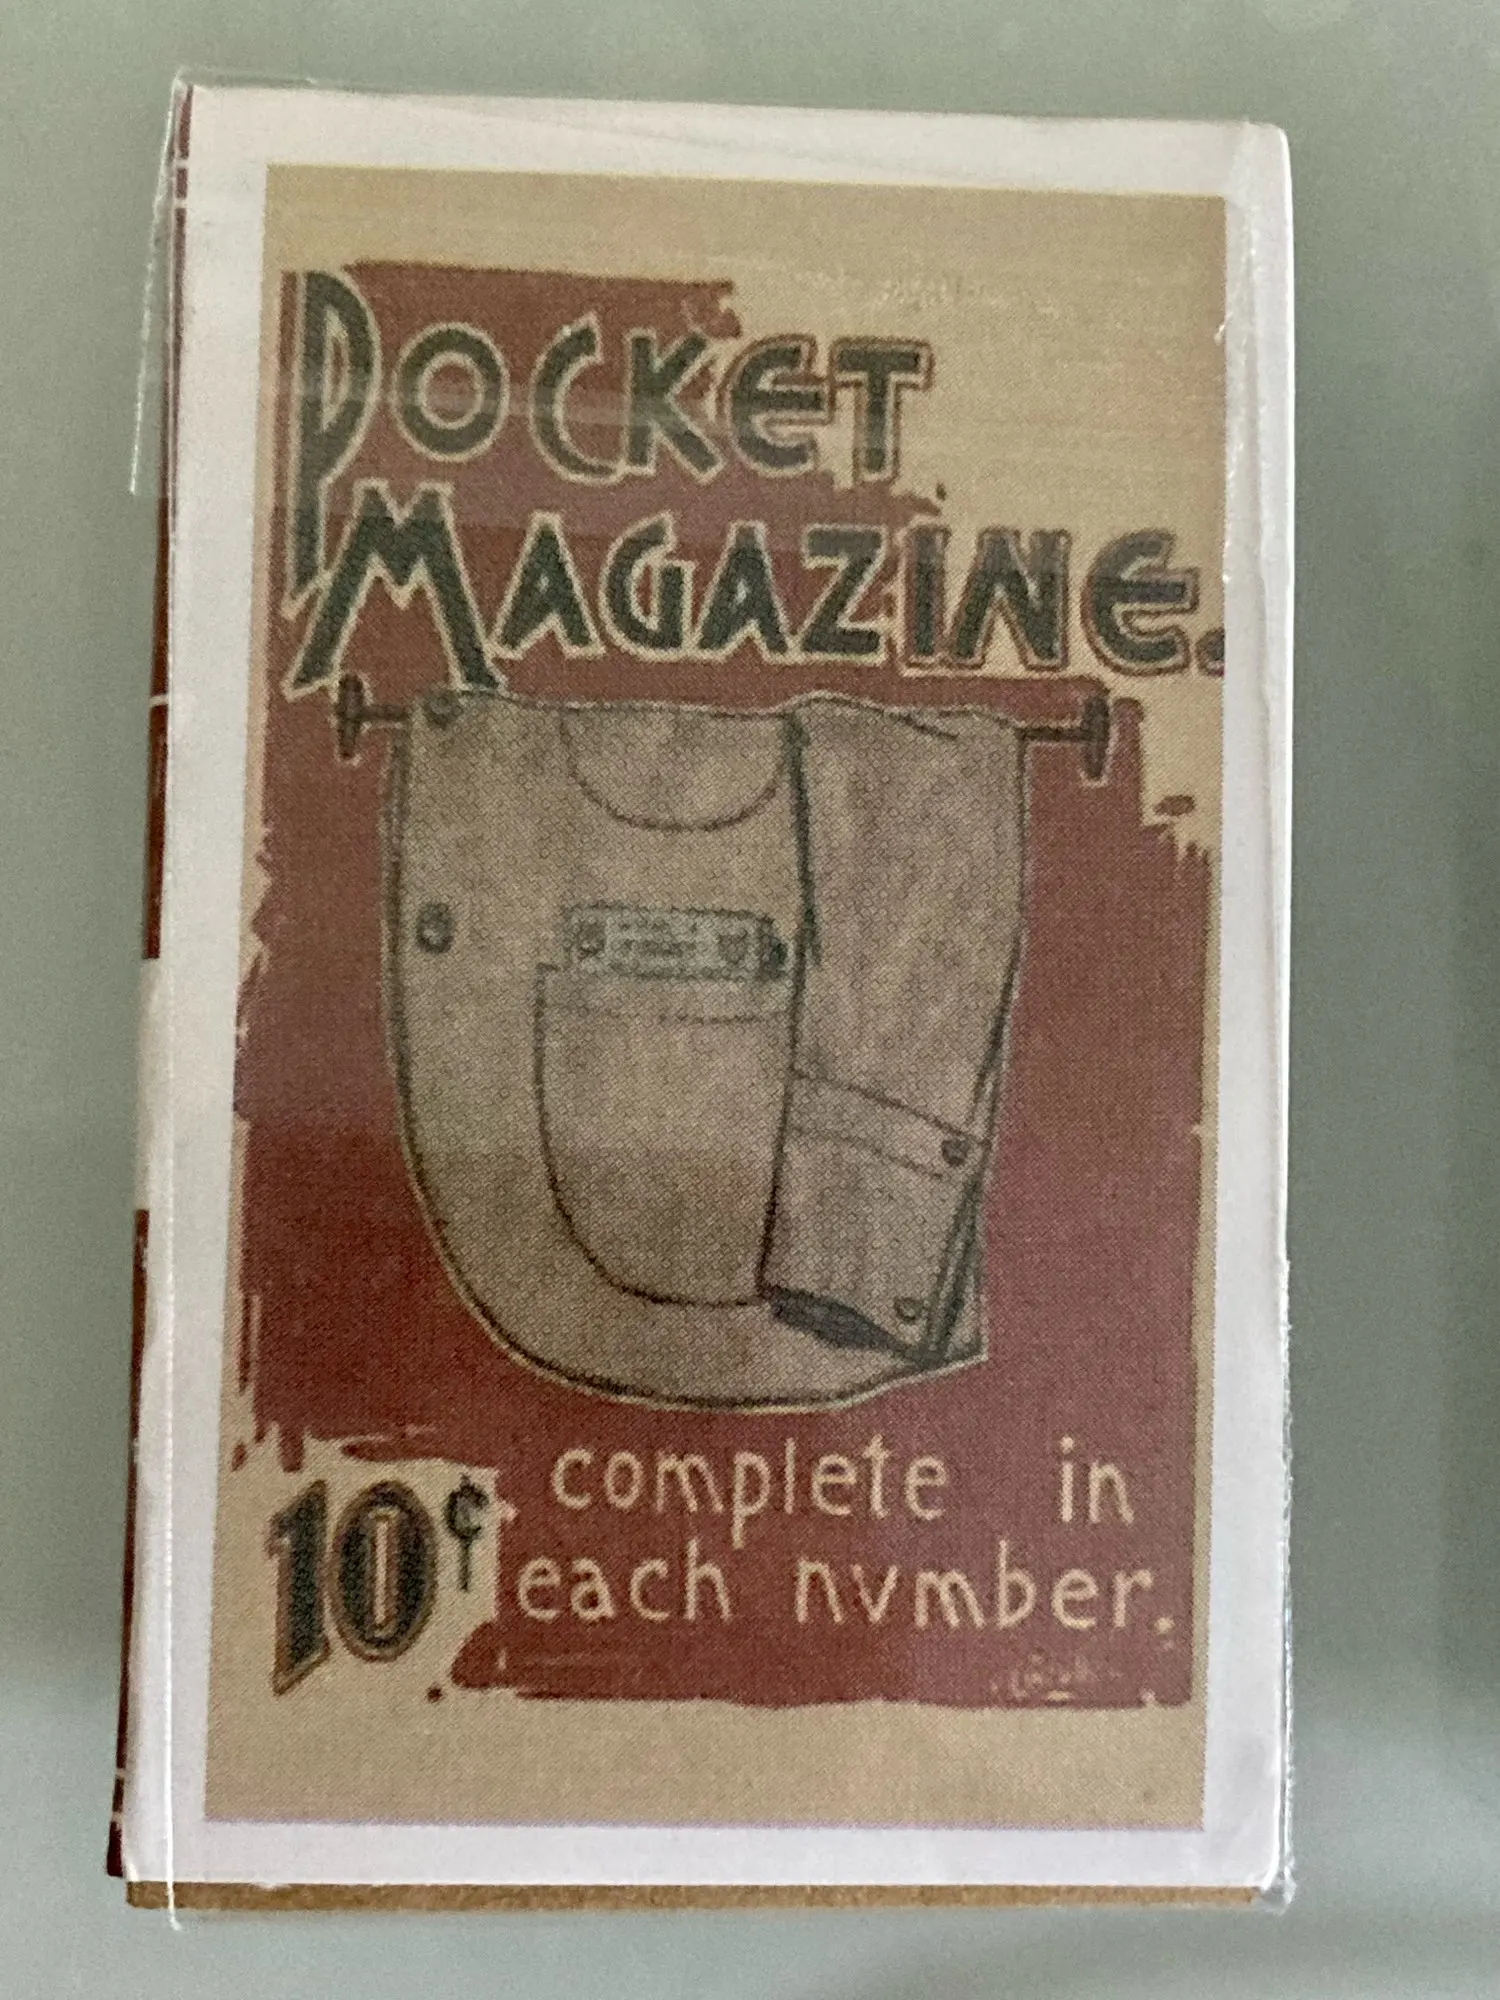 POCKET
MAGAZINE.
10¢ complete in
each nvmber.